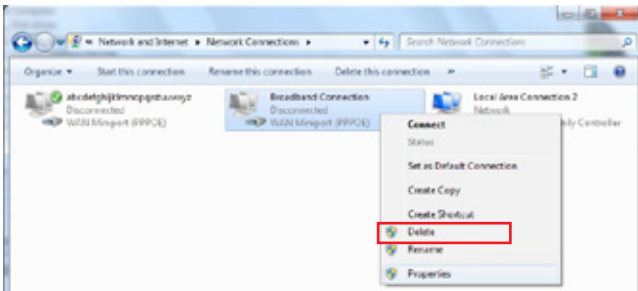 Network and Internet ▸ Network Connections ▸
Search Network Connections
Organize ▾ Start this connection Rename this connection Delete this connection »
abcdefghijklmnopqrstuvwxyz
Disconnected
WAN Miniport (PPPOE)
Broadband Connection
Disconnected
WAN Miniport (PPPOE)
Local Area Connection 2
Network
ily Controller
Connect
Status
Set as Default Connection
Create Copy
Create Shortcut
Delete
Rename
Properties